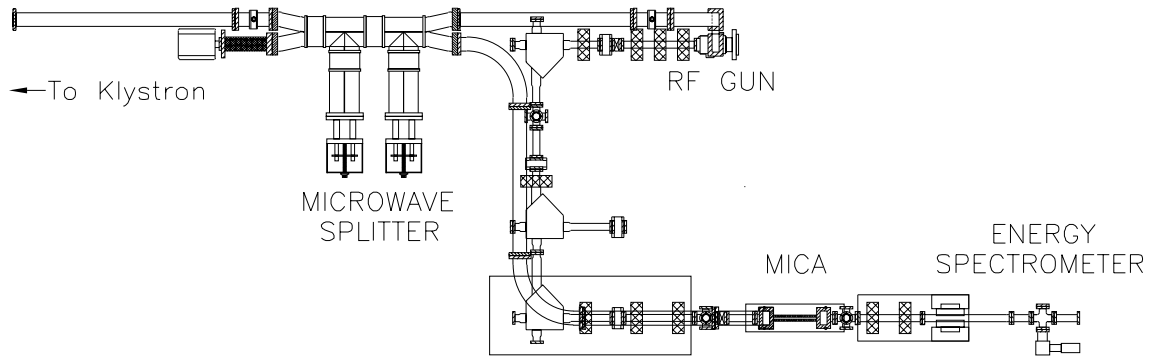 RF GUN
To Klystron
MICROWAVE
SPLITTER
ENERGY
SPECTROMETER
MICA